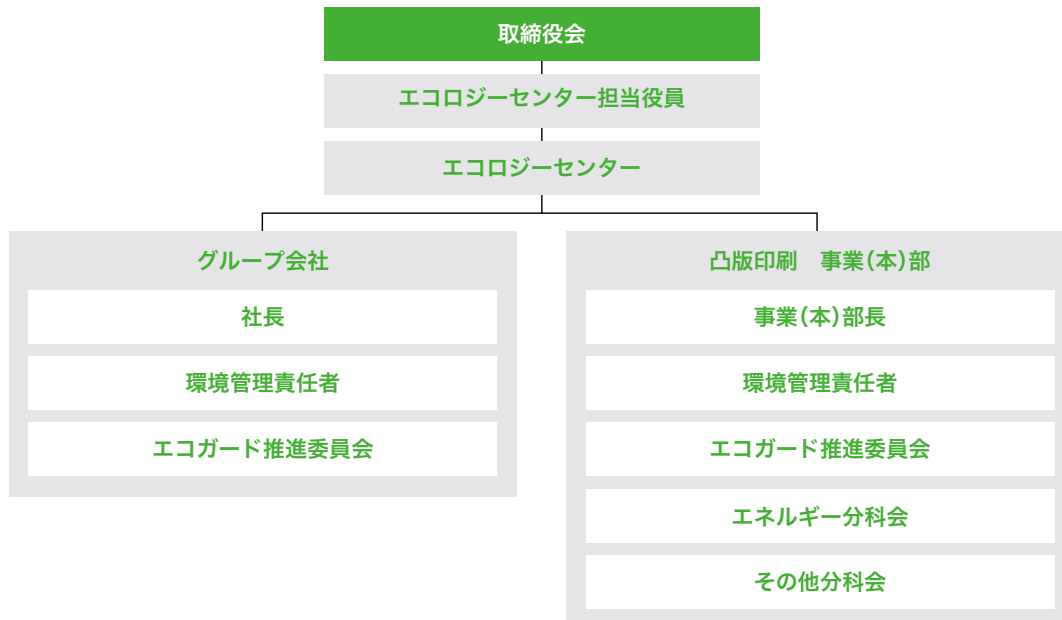 取締役会
エコロジーセンター担当役員
エコロジーセンター
グループ会社
社長
環境管理責任者
エコガード推進委員会
凸版印刷　事業(本)部
事業(本)部長
環境管理責任者
エコガード推進委員会
エネルギー分科会
その他分科会